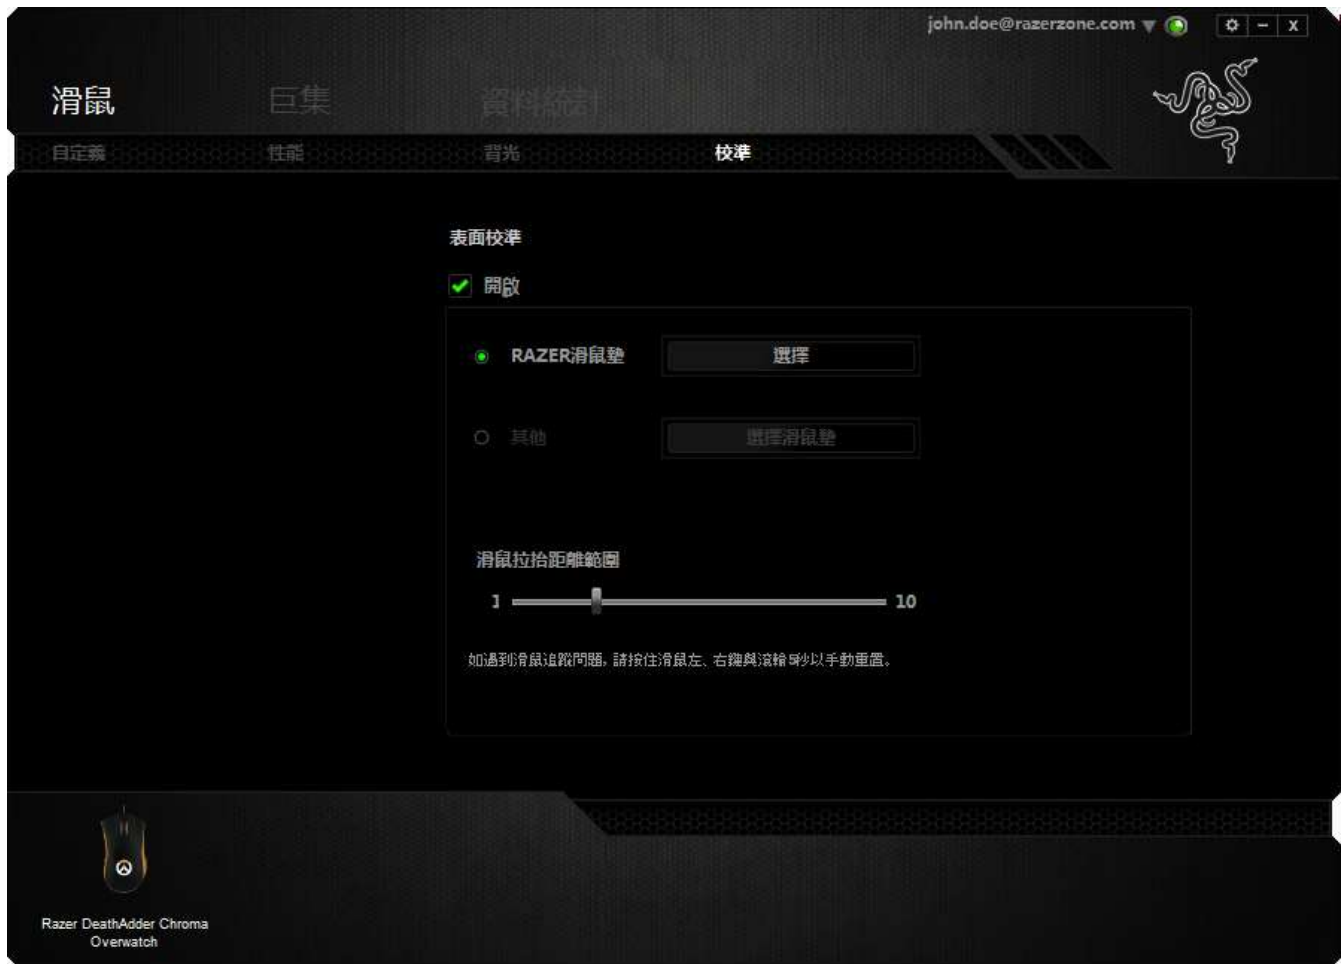 john.doe@razerzone.com
滑鼠 巨集 資料統計
自定義 性能 背光 校準
表面校準
開啟
RAZER滑鼠墊 選擇
其他 選擇滑鼠墊
滑鼠拉抬距離範圍
1 10
如遇到滑鼠追蹤問題, 請按住滑鼠左、右鍵與滾輪5秒以手動重置。
Razer DeathAdder Chroma
Overwatch